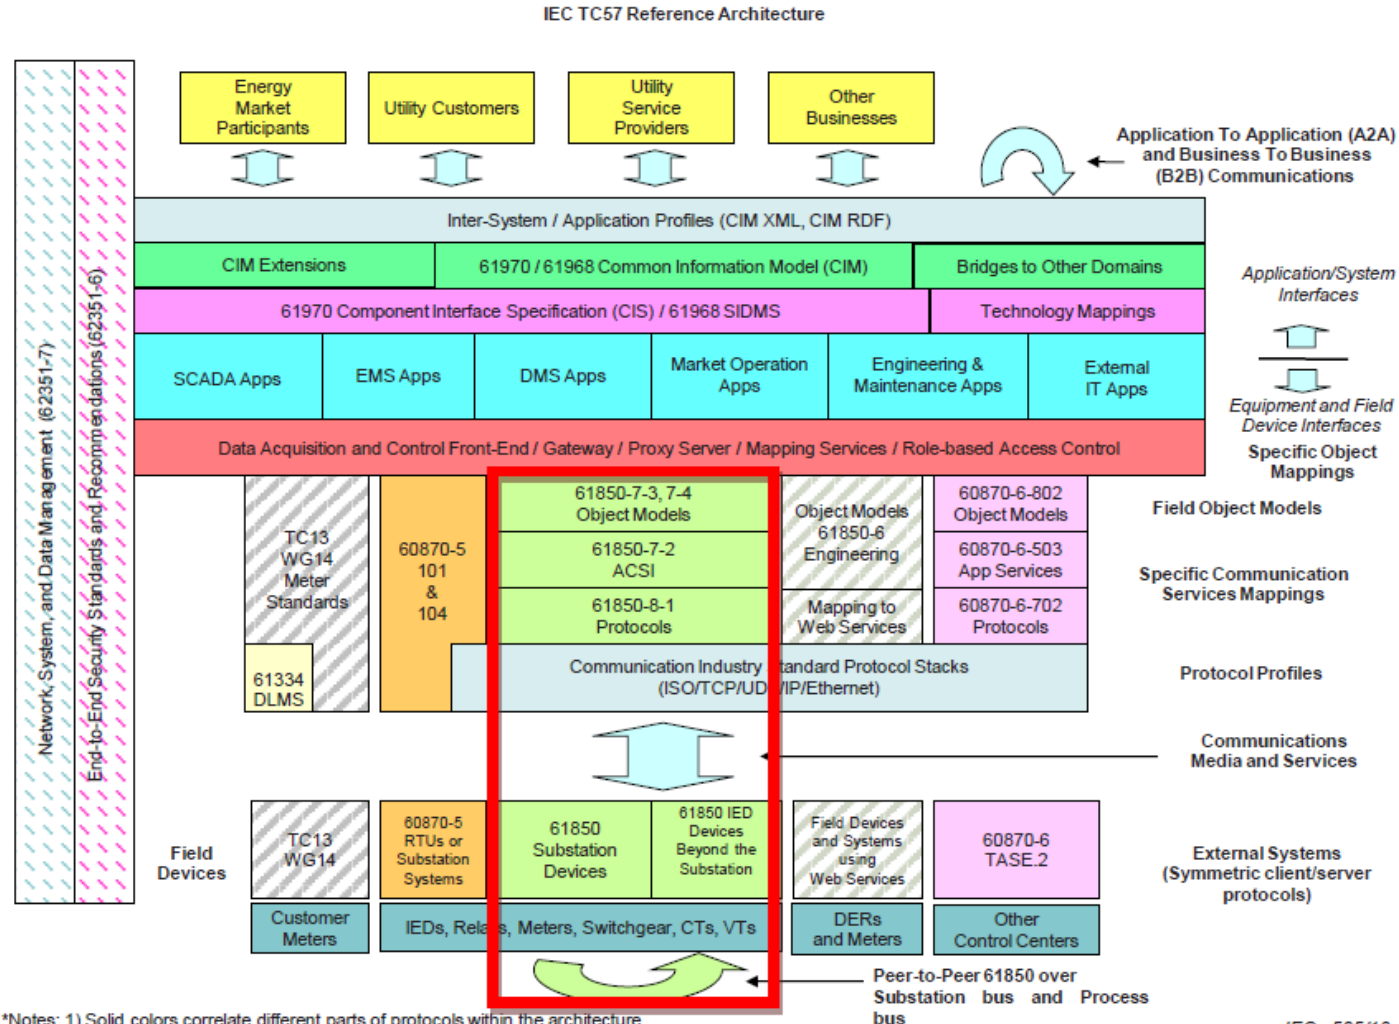 IEC TC57 Reference Architecture
Energy
Market
Participants
Utility Customers
Utility
Service
Providers
Other
Businesses
Application To Application (A2A)
and Business To Business
(B2B) Communications
Inter-System / Application Profiles (CIM XML, CIM RDF)
CIM Extensions
61970 / 61968 Common Information Model (CIM)
Bridges to Other Domains
61970 Component Interface Specification (CIS) / 61968 SIDMS
Technology Mappings
Application/System
Interfaces
SCADA Apps
EMS Apps
DMS Apps
Market Operation
Apps
Engineering &
Maintenance Apps
External
IT Apps
Equipment and Field
Device Interfaces
Data Acquisition and Control Front-End / Gateway / Proxy Server / Mapping Services / Role-based Access Control
Specific Object
Mappings
Network, System, and Data Management (62351-7)
End-to-End Security Standards and Recommendations (62351-6)
TC13
WG14
Meter
Standards
61334
DLMS
60870-5
101
&
104
61850-7-3, 7-4
Object Models
61850-7-2
ACSI
61850-8-1
Protocols
Object Models
61850-6
Engineering
Mapping to
Web Services
60870-6-802
Object Models
60870-6-503
App Services
60870-6-702
Protocols
Field Object Models
Specific Communication
Services Mappings
Communication Industry Standard Protocol Stacks
(ISO/TCP/UDP/IP/Ethernet)
Protocol Profiles
Communications
Media and Services
Field
Devices
TC13
WG14
60870-5
RTUs or
Substation
Systems
61850
Substation
Devices
61850 IED
Devices
Beyond the
Substation
Field Devices
and Systems
using
Web Services
60870-6
TASE.2
External Systems
(Symmetric client/server
protocols)
Customer
Meters
IEDs, Relays, Meters, Switchgear, CTs, VTs
DERs
and Meters
Other
Control Centers
Peer-to-Peer 61850 over
Substation bus and Process
bus
*Notes: 1) Solid colors correlate different parts of protocols within the architecture